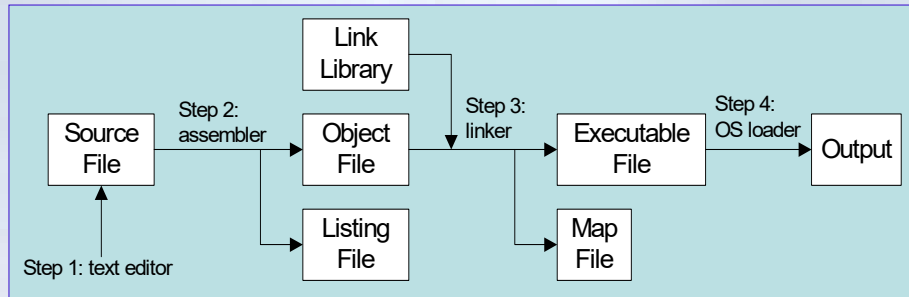 Link
Library
Step 2:
assembler
Step 3:
linker
Step 4:
OS loader
Source
File
Object
File
Executable
File
Output
Listing
File
Map
File
Step 1: text editor